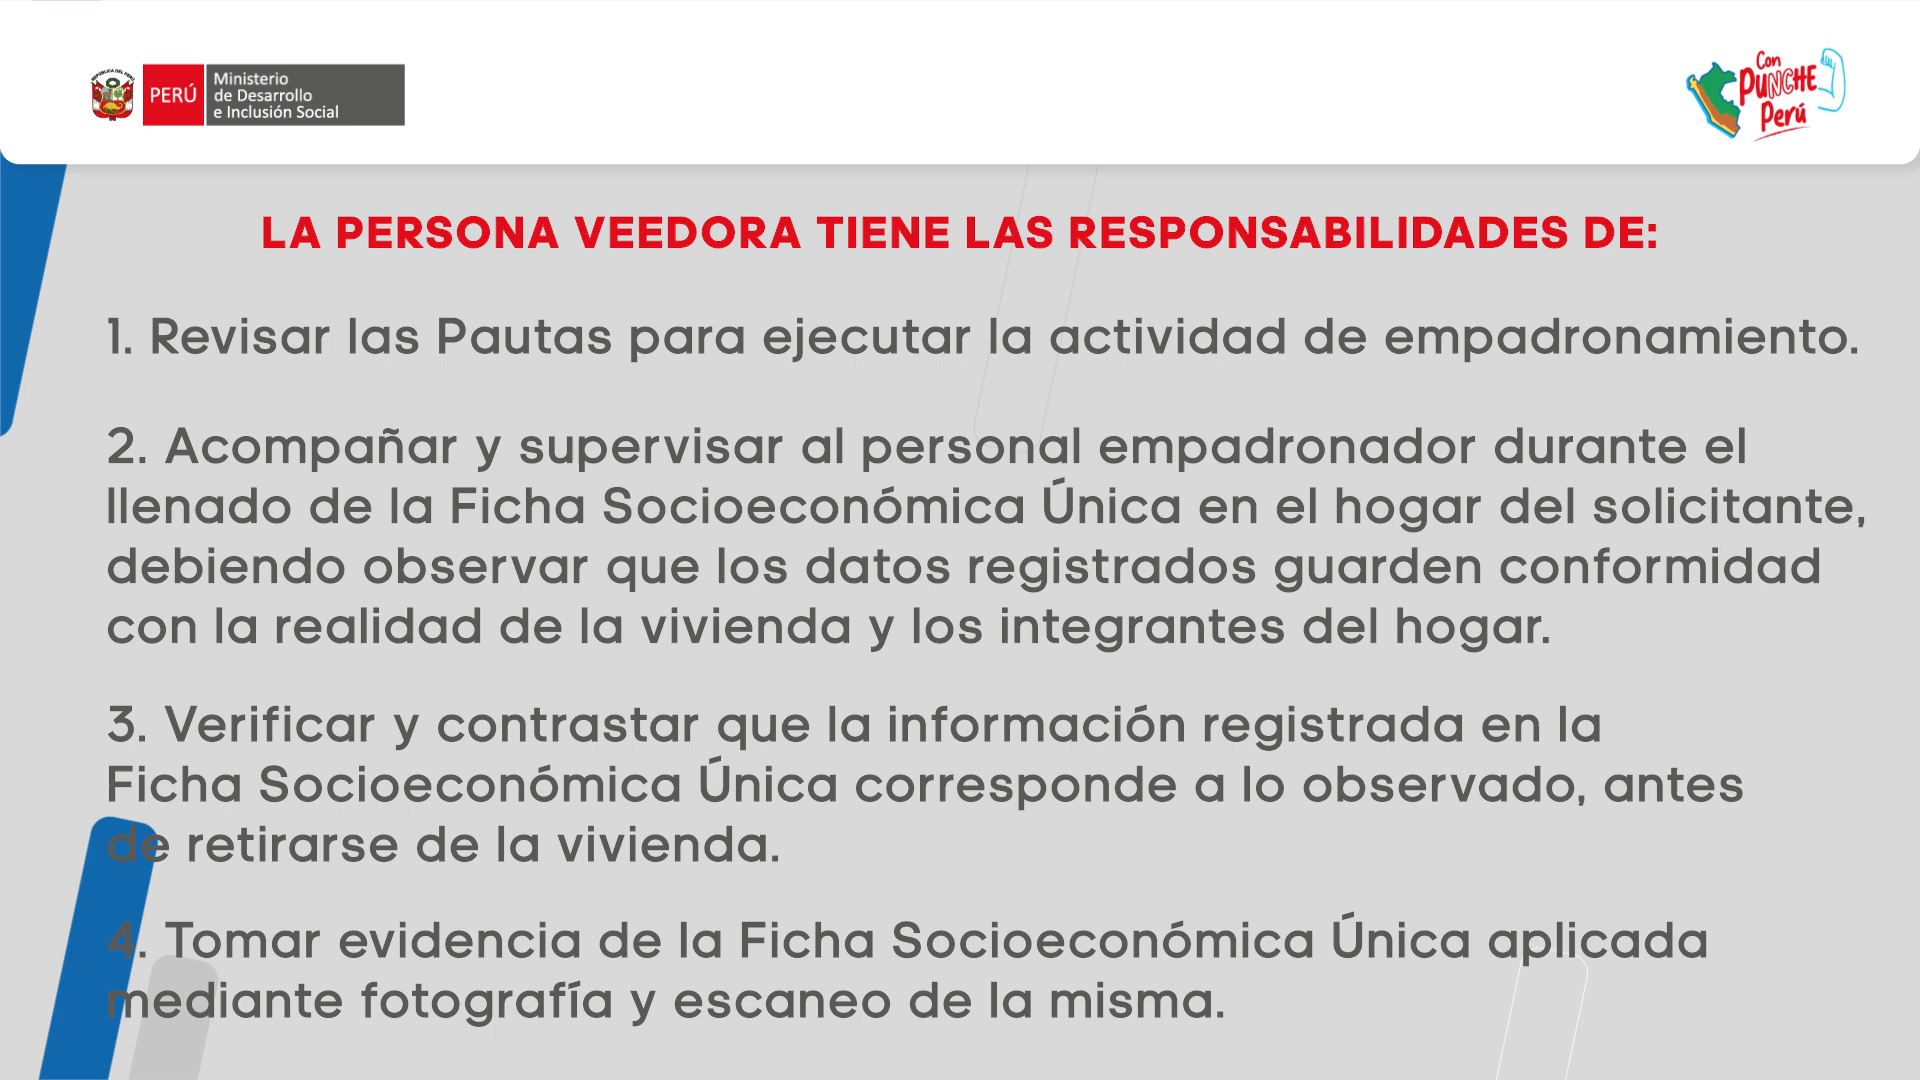 REPÚBLICA DEL PERÚ
PERÚ
Ministerio
de Desarrollo
e Inclusión Social
Con
PUNCHE
Perú
LA PERSONA VEEDORA TIENE LAS RESPONSABILIDADES DE:
1. Revisar las Pautas para ejecutar la actividad de empadronamiento.
2. Acompañar y supervisar al personal empadronador durante el
llenado de la Ficha Socioeconómica Única en el hogar del solicitante,
debiendo observar que los datos registrados guarden conformidad
con la realidad de la vivienda y los integrantes del hogar.
3. Verificar y contrastar que la información registrada en la
Ficha Socioeconómica Única corresponde a lo observado, antes
de retirarse de la vivienda.
4. Tomar evidencia de la Ficha Socioeconómica Única aplicada
mediante fotografía y escaneo de la misma.